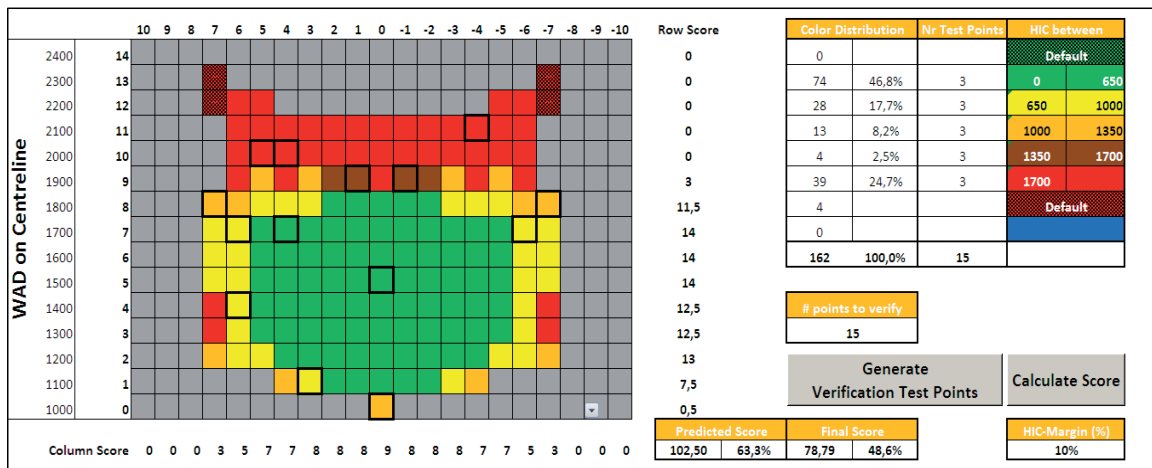 10 9 8 7 6 5 4 3 2 1 0 -1 -2 -3 -4 -5 -6 -7 -8 -9 -10 Row Score
Color Distribution Nr Test Points HIC between
WAD on Centreline
2400 14 0
2300 13 0
2200 12 0
2100 11 0
2000 10 0
1900 9 3
1800 8 11,5
1700 7 14
1600 6 14
1500 5 14
1400 4 12,5
1300 3 12,5
1200 2 13
1100 1 7,5
1000 0 0,5
Column Score 0 0 0 3 5 7 7 8 8 8 9 8 8 8 7 7 5 3 0 0 0
0 Default
74 46,8% 3 0 650
28 17,7% 3 650 1000
13 8,2% 3 1000 1350
4 2,5% 3 1350 1700
39 24,7% 3 1700
4 Default
0
162 100,0% 15
# points to verify
15
Generate
Verification Test Points
Calculate Score
Predicted Score Final Score HIC-Margin (%)
102,50 63,3% 78,79 48,6% 10%